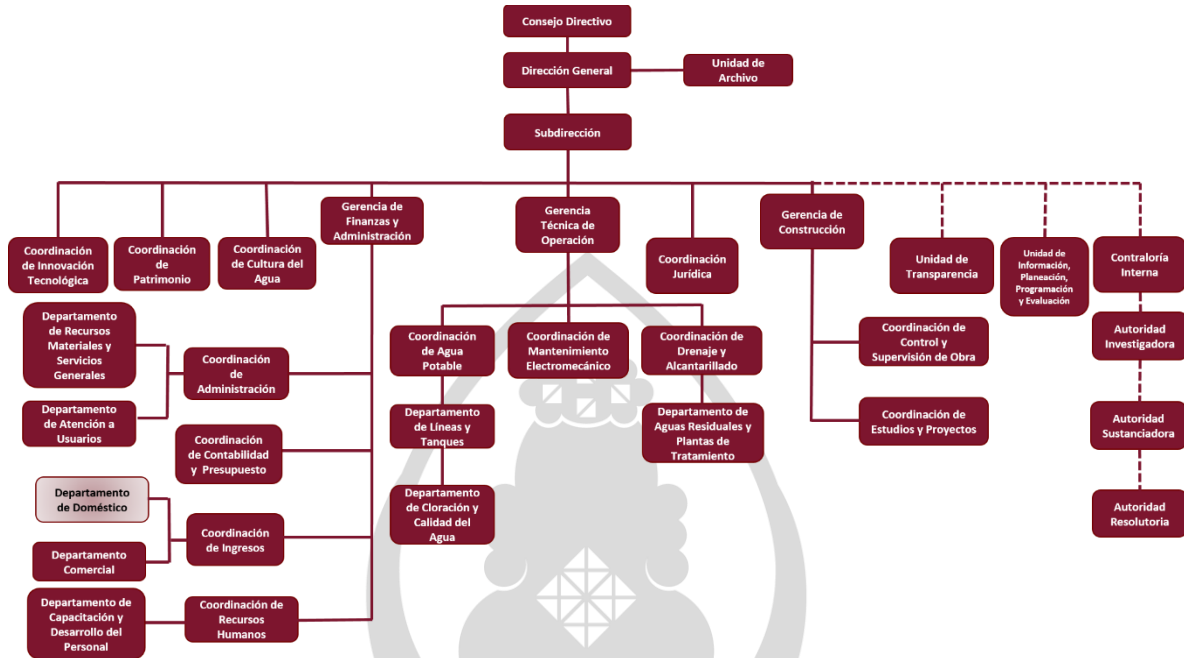 Consejo Directivo
Dirección General
Unidad de
Archivo
Subdirección
Coordinación
de Innovación
Tecnológica
Coordinación
de
Patrimonio
Coordinación
de Cultura del
Agua
Gerencia de
Finanzas y
Administración
Gerencia
Técnica de
Operación
Coordinación
Jurídica
Gerencia de
Construcción
Unidad de
Transparencia
Unidad de
Información,
Planeación,
Programación
y Evaluación
Contraloría
Interna
Departamento
de Recursos
Materiales y
Servicios
Generales
Coordinación
de
Administración
Departamento
de Atención a
Usuarios
Coordinación
de Contabilidad
y Presupuesto
Departamento
de Doméstico
Coordinación
de Ingresos
Departamento
Comercial
Departamento de
Capacitación y
Desarrollo del
Personal
Coordinación de
Recursos
Humanos
Coordinación
de Agua
Potable
Coordinación de
Mantenimiento
Electromecánico
Coordinación de
Drenaje y
Alcantarillado
Departamento
de Líneas y
Tanques
Departamento de
Aguas Residuales y
Plantas de
Tratamiento
Departamento
de Cloración y
Calidad del
Agua
Coordinación de
Control y
Supervisión de Obra
Coordinación de
Estudios y Proyectos
Autoridad
Investigadora
Autoridad
Sustanciadora
Autoridad
Resolutoria